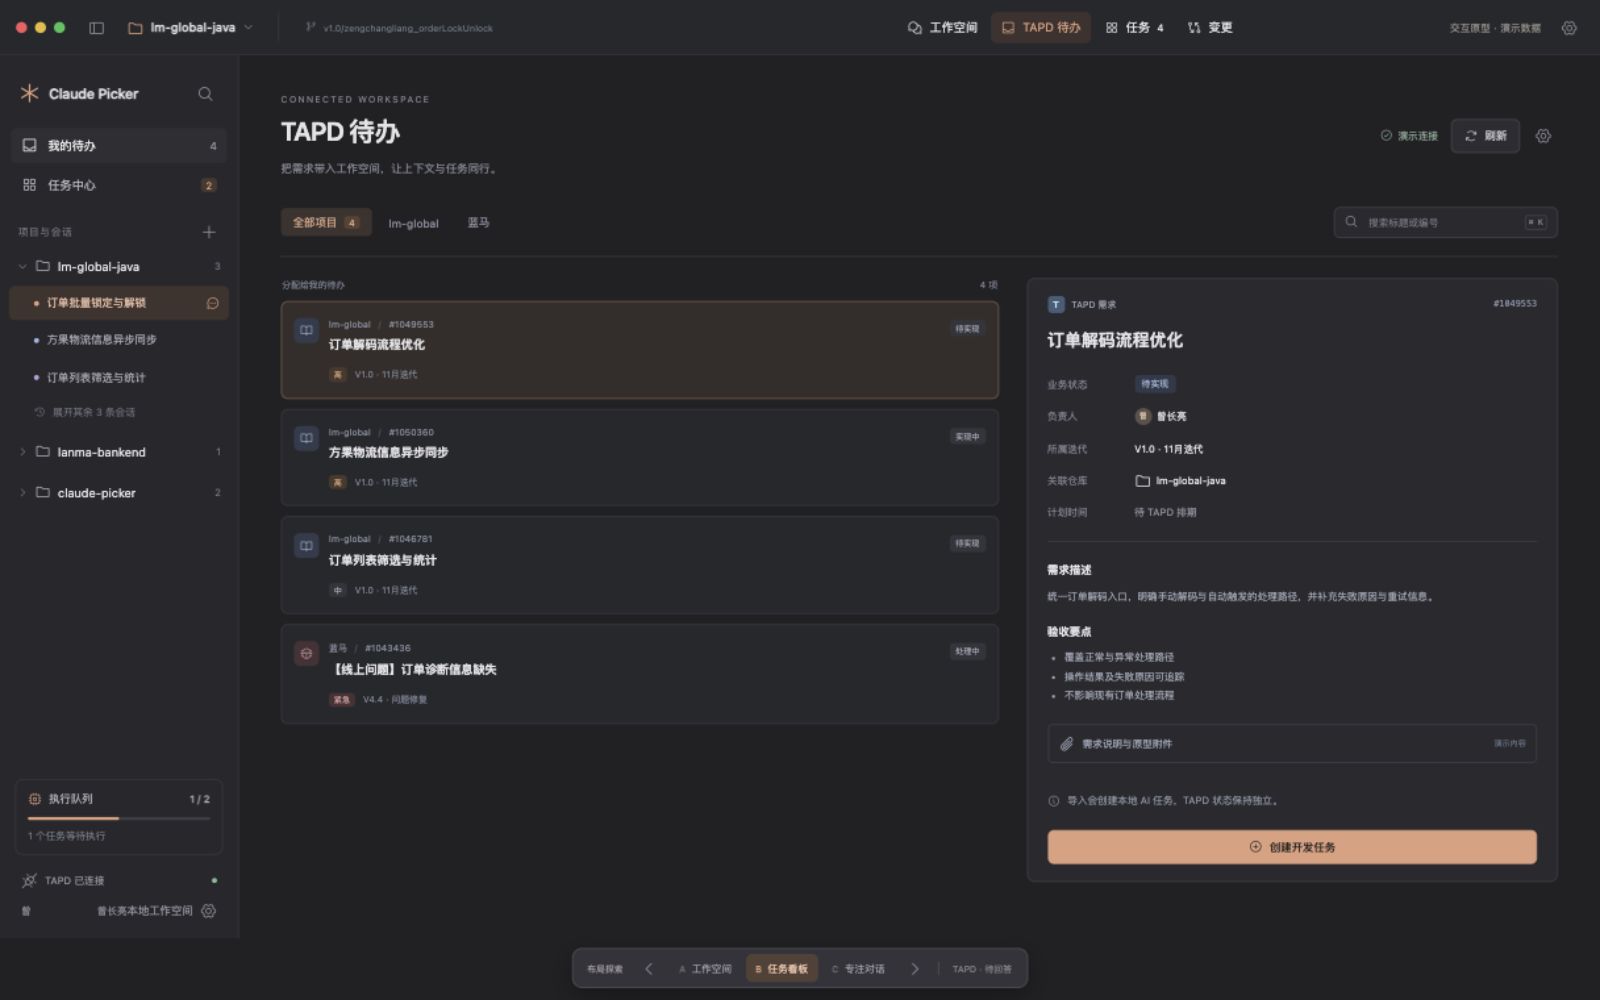 lm-global-java
v1.0/zengchangliang_orderLockUnlock
工作空间
TAPD 待办
任务 4
变更
交互原型 · 演示数据
Claude Picker
我的待办 4
任务中心 2
项目与会话
lm-global-java 3
订单批量锁定与解锁
方果物流信息异步同步
订单列表筛选与统计
展开其余 3 条会话
lanma-bankend 1
claude-picker 2
执行队列 1 / 2
1 个任务等待执行
TAPD 已连接
曾 曾长亮本地工作空间
CONNECTED WORKSPACE
TAPD 待办
把需求带入工作空间，让上下文与任务同行。
演示连接
刷新
全部项目 4
lm-global
蓝马
搜索标题或编号
⌘ K
分配给我的待办 4 项
lm-global / #1049553
待实现
订单解码流程优化
高 V1.0 · 11月迭代
lm-global / #1050360
实现中
方果物流信息异步同步
高 V1.0 · 11月迭代
lm-global / #1046781
待实现
订单列表筛选与统计
中 V1.0 · 11月迭代
蓝马 / #1043436
处理中
【线上问题】订单诊断信息缺失
紧急 V4.4 · 问题修复
T TAPD 需求 #1049553
订单解码流程优化
业务状态 待实现
负责人 曾 曾长亮
所属迭代 V1.0 · 11月迭代
关联仓库 lm-global-java
计划时间 待 TAPD 排期
需求描述
统一订单解码入口，明确手动解码与自动触发的处理路径，并补充失败原因与重试信息。
验收要点
• 覆盖正常与异常处理路径
• 操作结果及失败原因可追踪
• 不影响现有订单处理流程
需求说明与原型附件 演示内容
导入会创建本地 AI 任务，TAPD 状态保持独立。
创建开发任务
布局探索
A 工作空间
B 任务看板
C 专注对话
TAPD · 待回答